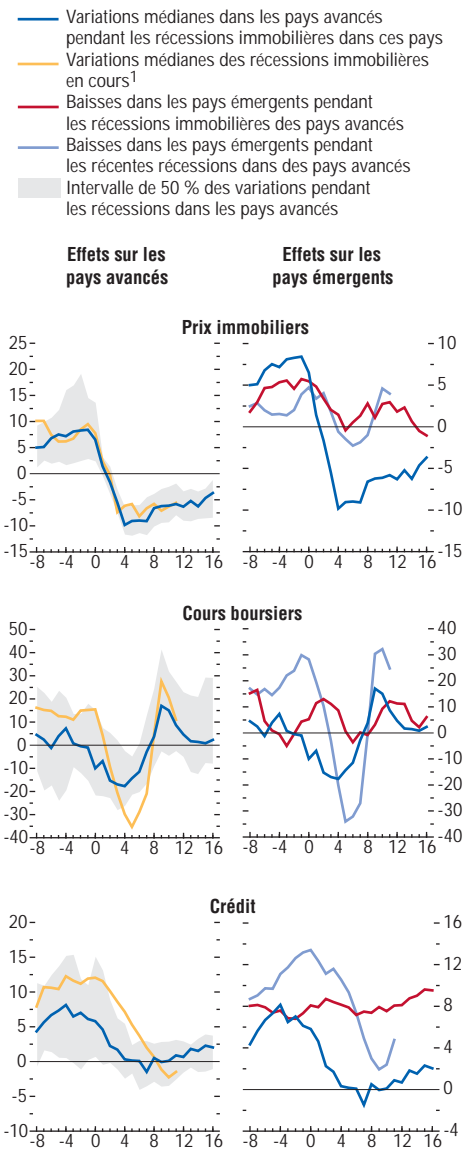 Variations médianes dans les pays avancés
pendant les récessions immobilières dans ces pays
Variations médianes des récessions immobilières
en cours1
Baisses dans les pays émergents pendant
les récessions immobilières des pays avancés
Baisses dans les pays émergents pendant
les récentes récessions dans des pays avancés
Intervalle de 50 % des variations pendant
les récessions dans les pays avancés
Effets sur les
pays avancés
Effets sur les
pays émergents
Prix immobiliers
25
20
15
10
5
0
-5
-10
-15
-8 -4 0 4 8 12 16
10
5
0
-5
-10
-15
-8 -4 0 4 8 12 16
Cours boursiers
50
40
30
20
10
0
-10
-20
-30
-40
-8 -4 0 4 8 12 16
40
30
20
10
0
-10
-20
-30
-40
-8 -4 0 4 8 12 16
Crédit
20
15
10
5
0
-5
-10
-8 -4 0 4 8 12 16
16
12
8
4
0
-4
-8 -4 0 4 8 12 16